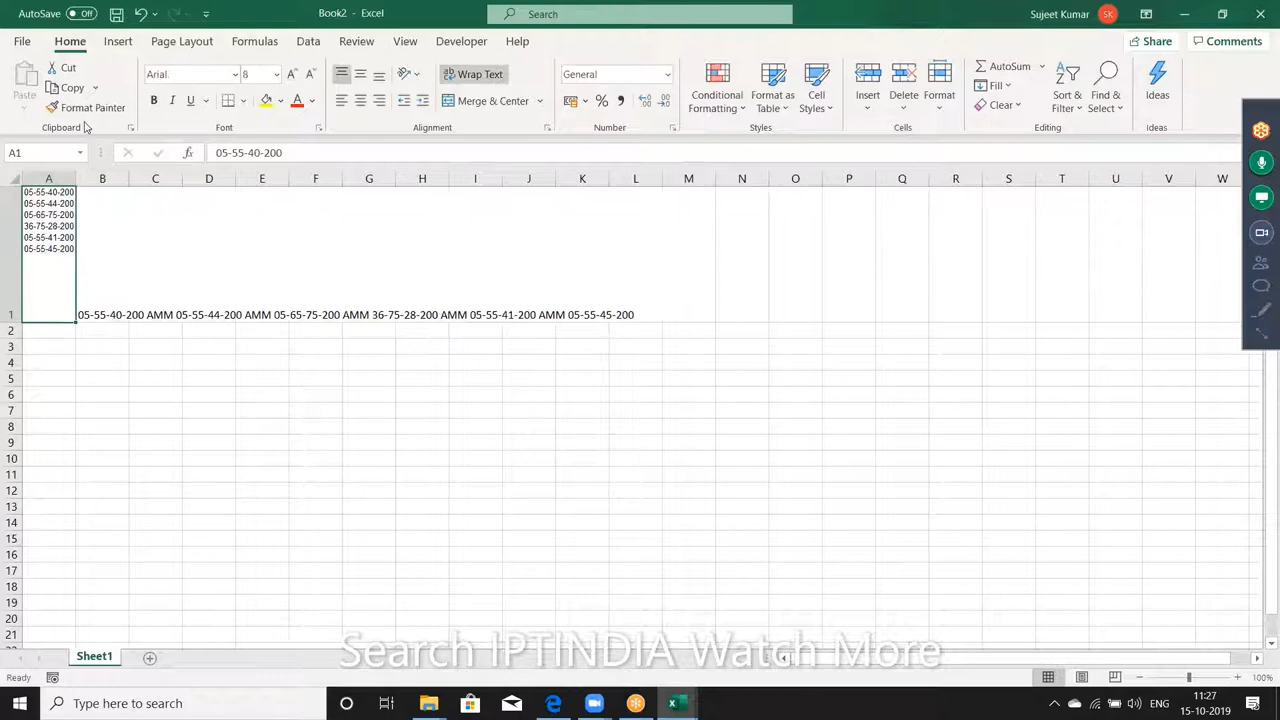 AutoSave Off Book2 - Excel Search Sujeet Kumar SK
File Home Insert Page Layout Formulas Data Review View Developer Help Share Comments
Paste Cut Copy Format Painter Clipboard
Arial 8 B I U A Font
Wrap Text Merge & Center Alignment
General % Number
Conditional Formatting Format as Table Cell Styles Styles
Insert Delete Format Cells
AutoSum Fill Clear Sort & Filter Find & Select Editing
Ideas Ideas
A1 fx 05-55-40-200
A B C D E F G H I J K L M N O P Q R S T U V W
05-55-40-200
05-55-44-200
05-65-75-200
36-75-28-200
05-55-41-200
05-55-45-200
1 05-55-40-200 AMM 05-55-44-200 AMM 05-65-75-200 AMM 36-75-28-200 AMM 05-55-41-200 AMM 05-55-45-200
2
3
4
5
6
7
8
9
10
11
12
13
14
15
16
17
18
19
20
21
Search IPTINDIA Watch More
Sheet1
Ready 100%
Type here to search ENG 11:27
15-10-2019